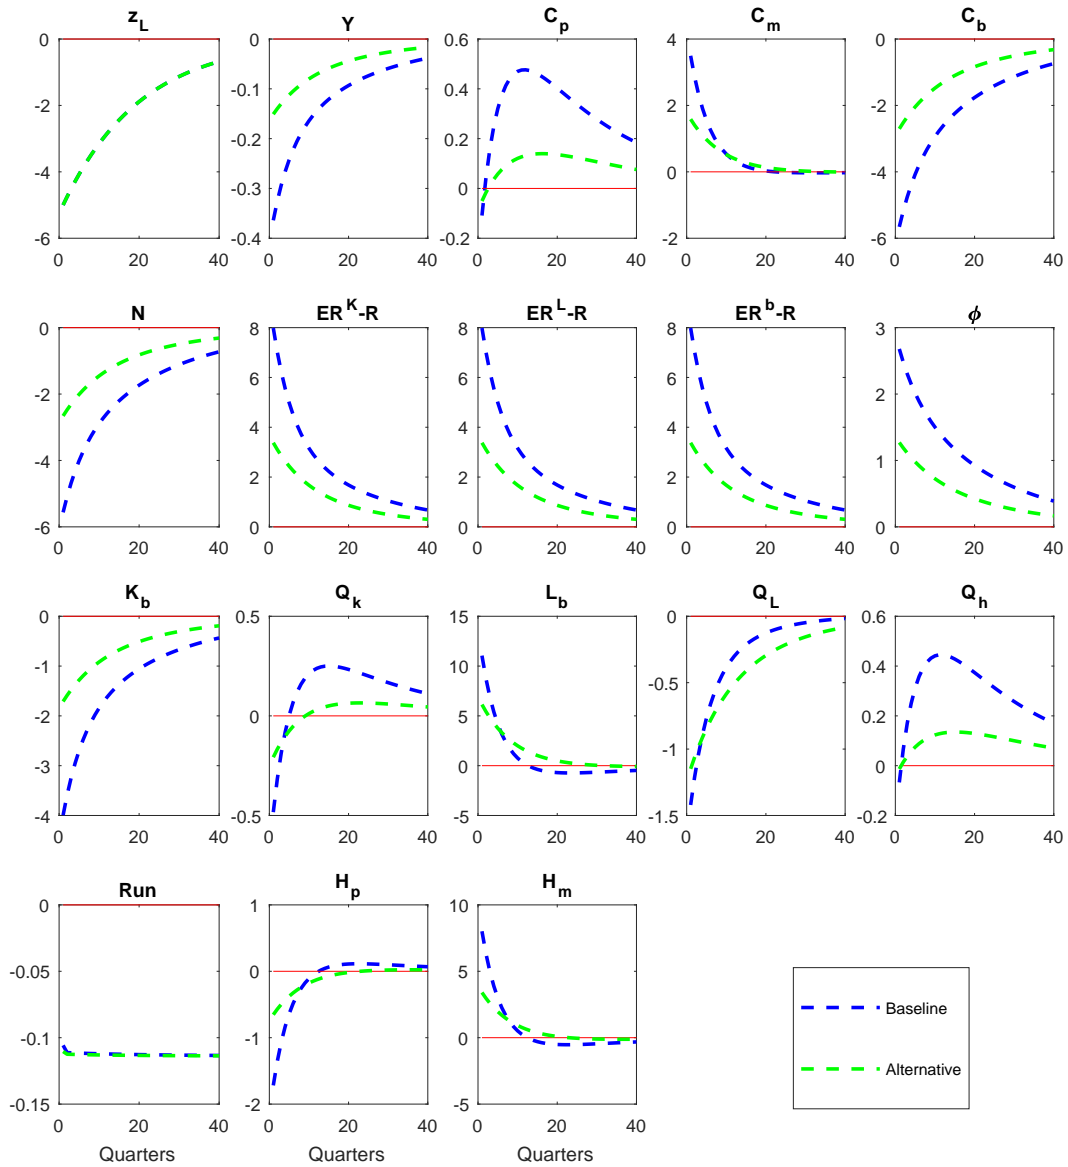 z_L Y C_p C_m C_b
0 0 0.6 4 0
-0.1 0.4 2 -2
-2 -0.2 0.2 0 -4
-4 -0.3 0
-6 -0.4 -0.2 -2 -6
0 20 40 0 20 40 0 20 40 0 20 40 0 20 40
N ER^K-R ER^L-R ER^b-R ϕ
0 8 8 8 3
-2 6 6 6 2
-4 4 4 4 1
2 2 2
-6 0 0 0 0
0 20 40 0 20 40 0 20 40 0 20 40 0 20 40
K_b Q_k L_b Q_L Q_h
0 0.5 15 0 0.6
-1 10 -0.5 0.4
-2 0 5 0.2
-3 0 -1 0
-4 -0.5 -5 -1.5 -0.2
0 20 40 0 20 40 0 20 40 0 20 40 0 20 40
Run H_p H_m
0 1 10
-0.05 0 5
-0.1 -1 0
-0.15 -2 -5
0 20 40 0 20 40 0 20 40
Quarters Quarters Quarters
Baseline
Alternative